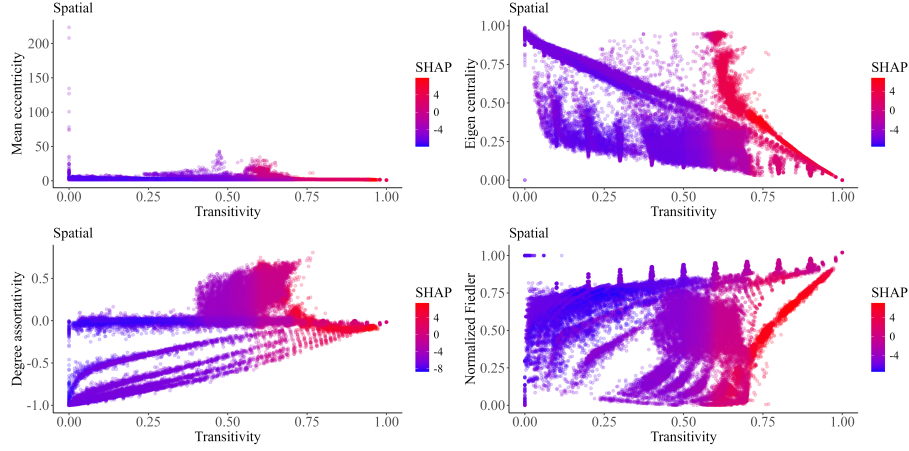 Spatial
Mean eccentricity
200
150
100
50
0
0.00 0.25 0.50 0.75 1.00
Transitivity
SHAP
4
0
-4
Spatial
Eigen centrality
1.00
0.75
0.50
0.25
0.00
0.00 0.25 0.50 0.75 1.00
Transitivity
SHAP
4
0
-4
Spatial
Degree assortativity
0.5
0.0
-0.5
-1.0
0.00 0.25 0.50 0.75 1.00
Transitivity
SHAP
4
0
-4
-8
Spatial
Normalized Fiedler
1.00
0.75
0.50
0.25
0.00
0.00 0.25 0.50 0.75 1.00
Transitivity
SHAP
4
0
-4